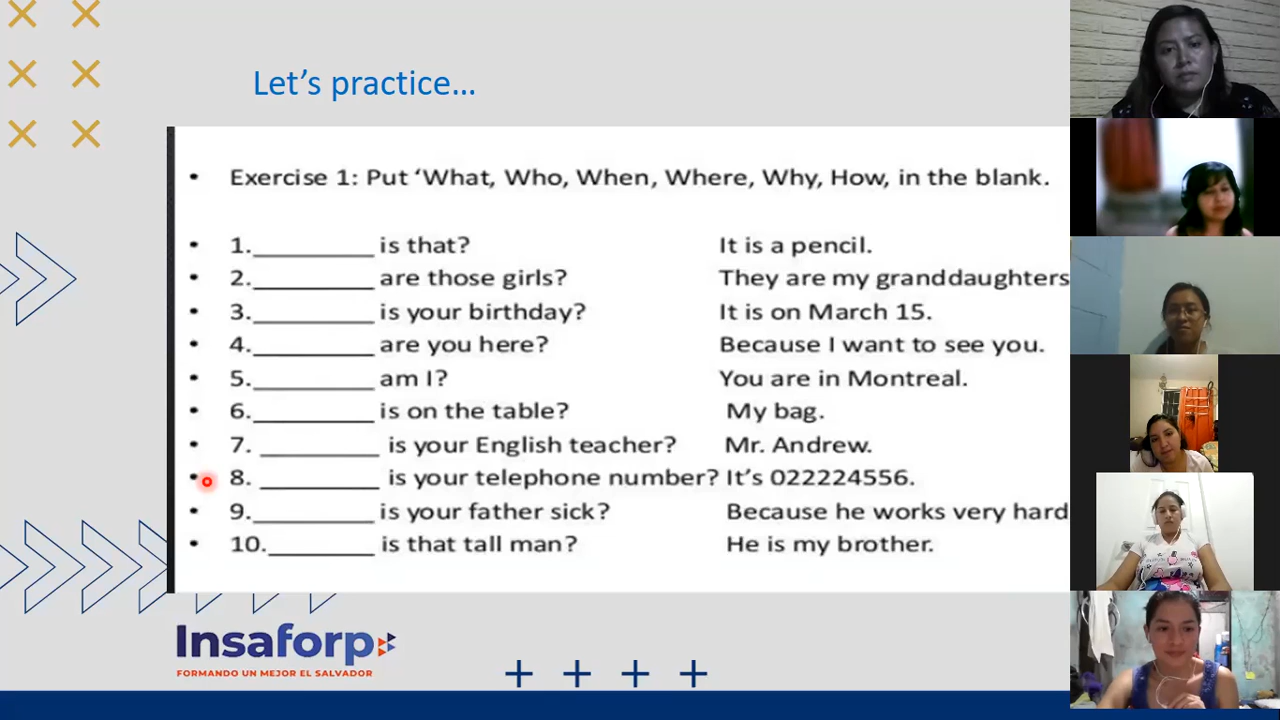 Let's practice...
• Exercise 1: Put ‘What, Who, When, Where, Why, How, in the blank.
• 1.__________ is that? It is a pencil.
• 2.__________ are those girls? They are my granddaughters
• 3.__________ is your birthday? It is on March 15.
• 4.__________ are you here? Because I want to see you.
• 5.__________ am I? You are in Montreal.
• 6.__________ is on the table? My bag.
• 7. __________ is your English teacher? Mr. Andrew.
• 8. __________ is your telephone number? It's 022224556.
• 9.__________ is your father sick? Because he works very hard
• 10._________ is that tall man? He is my brother.
Insaforp
FORMANDO UN MEJOR EL SALVADOR